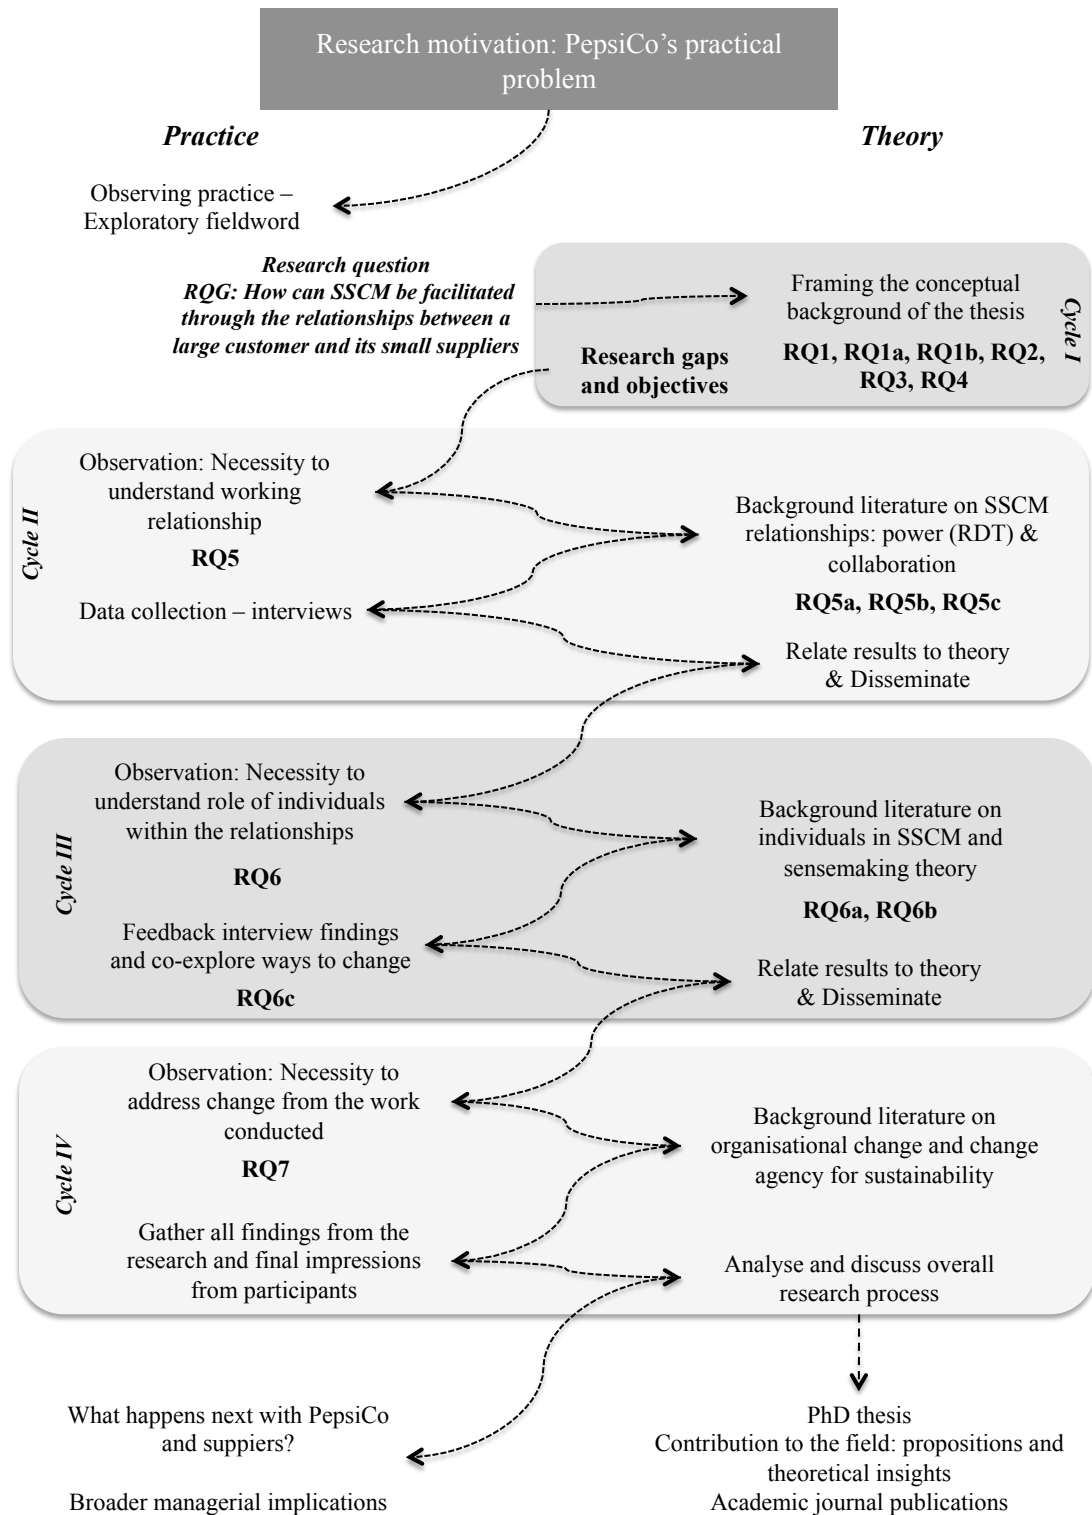 Research motivation: PepsiCo's practical
problem
Practice
Theory
Observing practice –
Exploratory fieldword
Research question
RQG: How can SSCM be facilitated
through the relationships between a
large customer and its small suppliers
Framing the conceptual
background of the thesis
RQ1, RQ1a, RQ1b, RQ2,
RQ3, RQ4
Research gaps
and objectives
Cycle I
Cycle II
Observation: Necessity to
understand working
relationship
RQ5
Background literature on SSCM
relationships: power (RDT) &
collaboration
RQ5a, RQ5b, RQ5c
Data collection – interviews
Relate results to theory
& Disseminate
Cycle III
Observation: Necessity to
understand role of individuals
within the relationships
RQ6
Background literature on
individuals in SSCM and
sensemaking theory
RQ6a, RQ6b
Feedback interview findings
and co-explore ways to change
RQ6c
Relate results to theory
& Disseminate
Cycle IV
Observation: Necessity to
address change from the work
conducted
RQ7
Background literature on
organisational change and change
agency for sustainability
Gather all findings from the
research and final impressions
from participants
Analyse and discuss overall
research process
What happens next with PepsiCo
and suppiers?
Broader managerial implications
PhD thesis
Contribution to the field: propositions and
theoretical insights
Academic journal publications